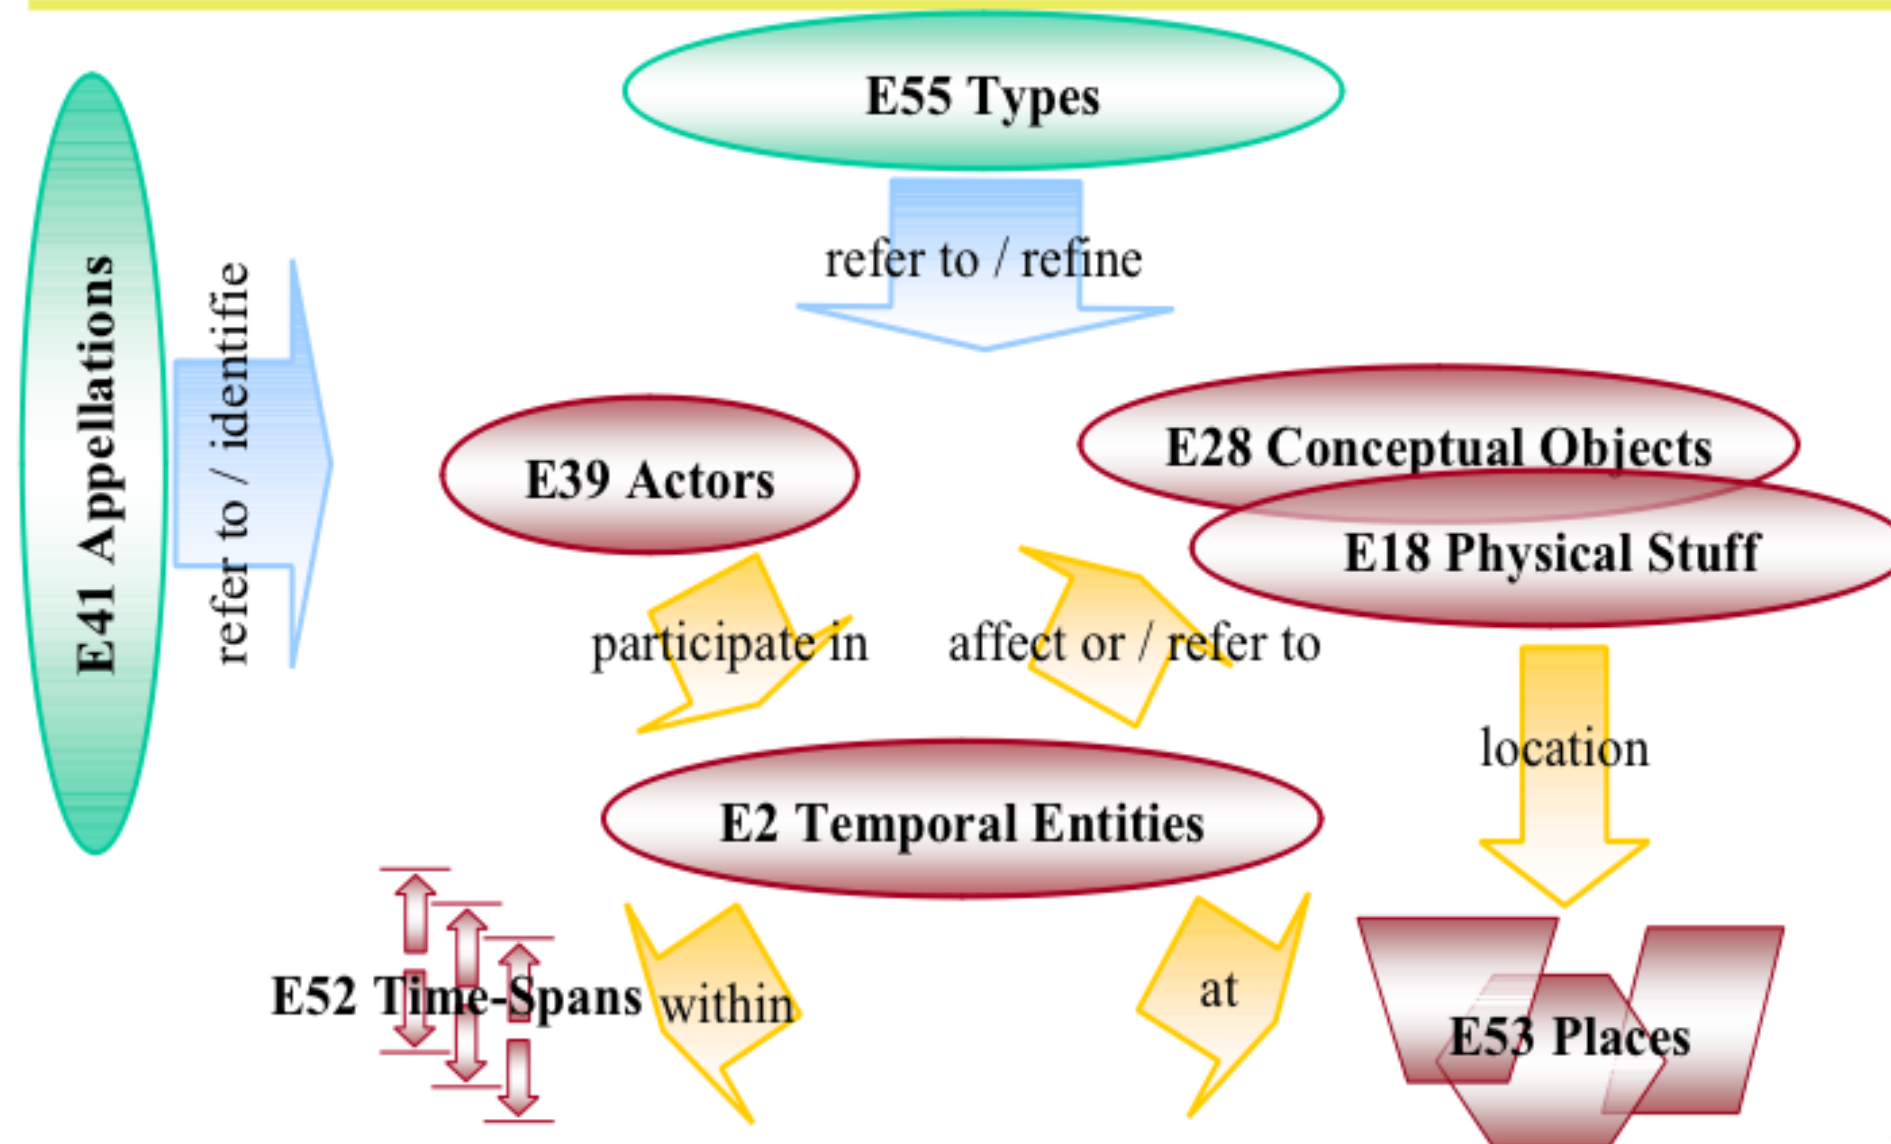 E55 Types
refer to / refine
E41 Appellations
refer to / identifie
E39 Actors
E28 Conceptual Objects
E18 Physical Stuff
participate in
affect or / refer to
location
E2 Temporal Entities
E52 Time-Spans
within
at
E53 Places